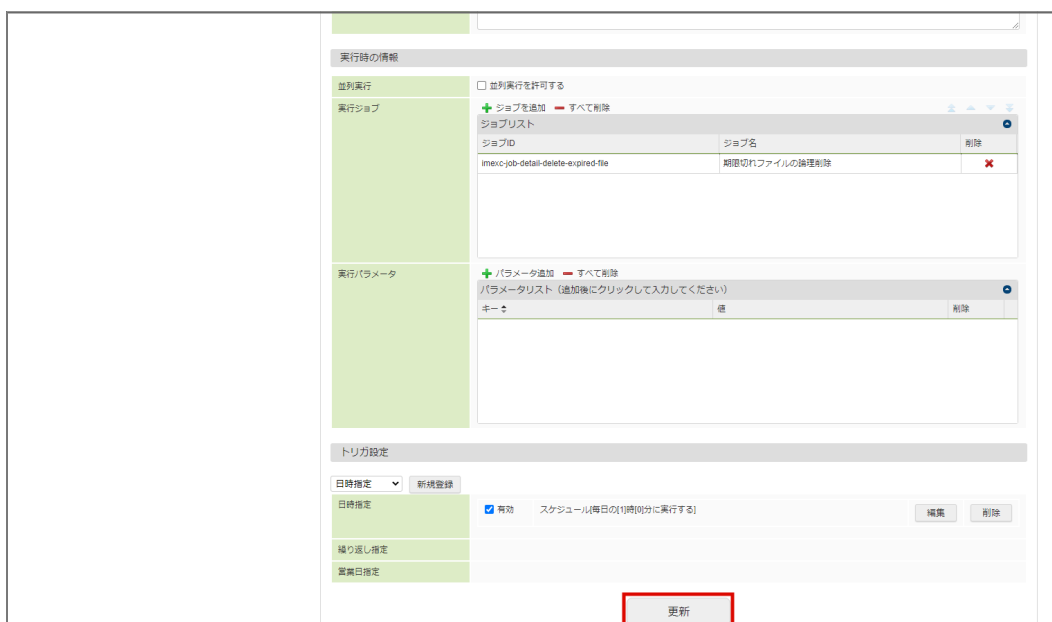 実行時の情報
並列実行 並列実行を許可する
実行ジョブ ジョブを追加 すべて削除
ジョブリスト
ジョブID ジョブ名 削除
imexc-job-detail-delete-expired-file 期限切れファイルの論理削除
実行パラメータ パラメータ追加 すべて削除
パラメータリスト（追加後にクリックして入力してください）
キー 値 削除
トリガ設定
日時指定 新規登録
日時指定 有効 スケジュール[毎日の[1]時[0]分に実行する] 編集 削除
繰り返し指定
営業日指定
更新